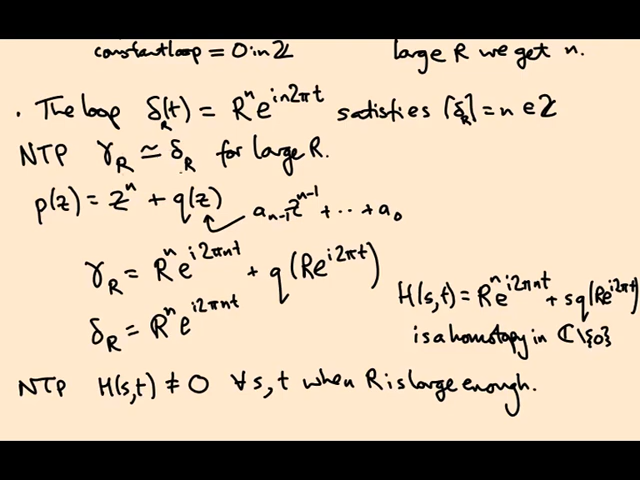 constant loop = 0 in ℤ
large R we get n.
• The loop δ_R(t) = R^n e^{in2πt} satisfies [δ_R] = n ∈ ℤ
NTP γ_R ≃ δ_R for large R.
p(z) = z^n + q(z)
a_{n-1}z^{n-1} + ... + a_0
γ_R = R^n e^{i2πnt} + q(Re^{i2πt})
δ_R = R^n e^{i2πnt}
H(s,t) = R^n e^{i2πnt} + sq(Re^{i2πt})
is a homotopy in ℂ\{0}
NTP H(s,t) ≠ 0 ∀s,t when R is large enough.